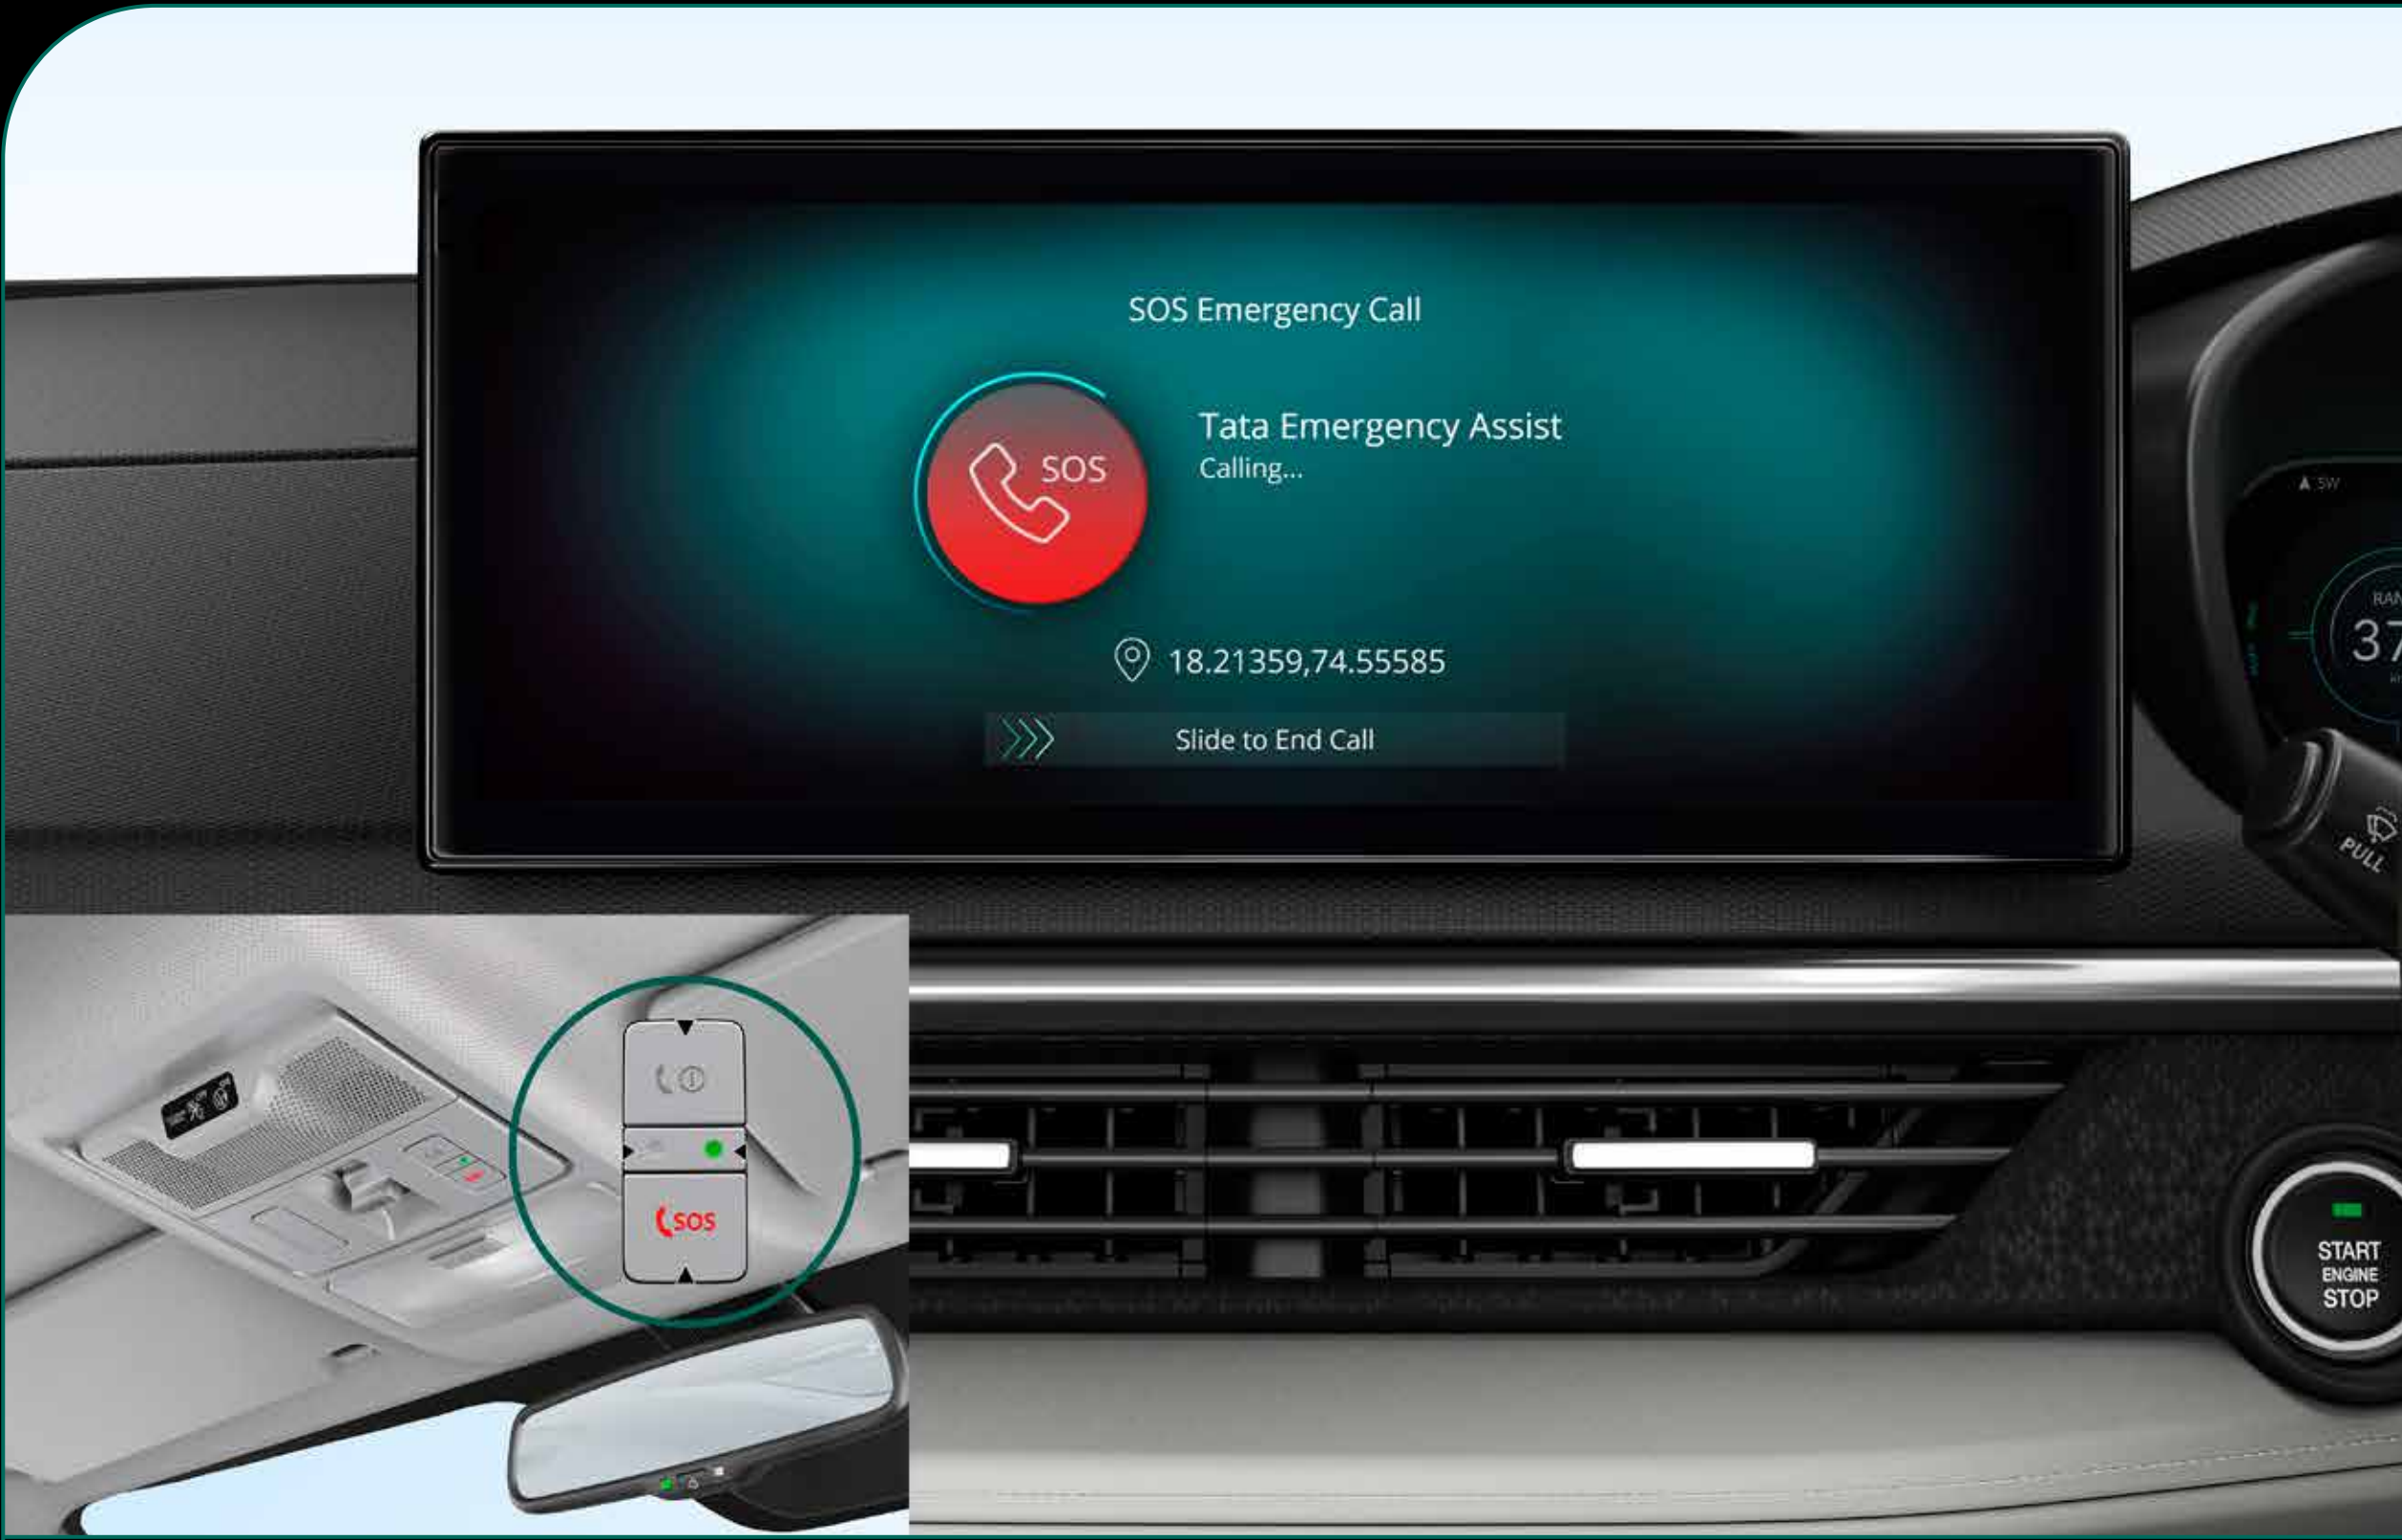 SOS Emergency Call
Tata Emergency Assist
Calling...
SOS
18.21359,74.55585
Slide to End Call
SW
PULL
SOS
START
ENGINE
STOP